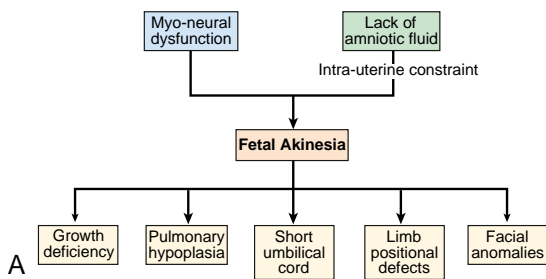 Myo-neural
dysfunction
Lack of
amniotic fluid
Intra-uterine constraint
Fetal Akinesia
Growth
deficiency
Pulmonary
hypoplasia
Short
umbilical
cord
Limb
positional
defects
Facial
anomalies
A